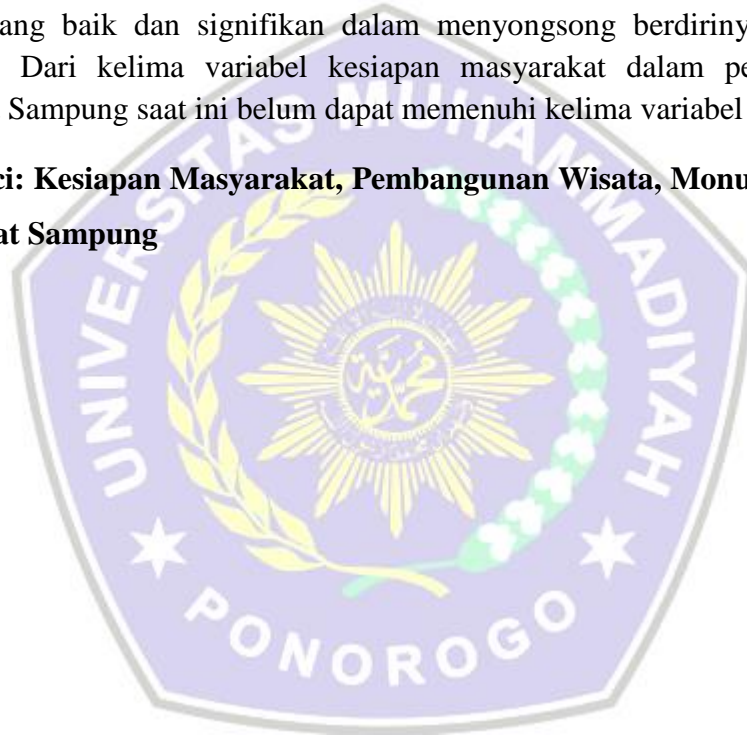 ang baik dan signifikan dalam menyongsong berdiriny
Dari kelima variabel kesiapan masyarakat dalam pe
Sampung saat ini belum dapat memenuhi kelima variabel
ci: Kesiapan Masyarakat, Pembangunan Wisata, Monu
at Sampung
UNIVERSITAS MUHAMMADIYAH
PONOROGO